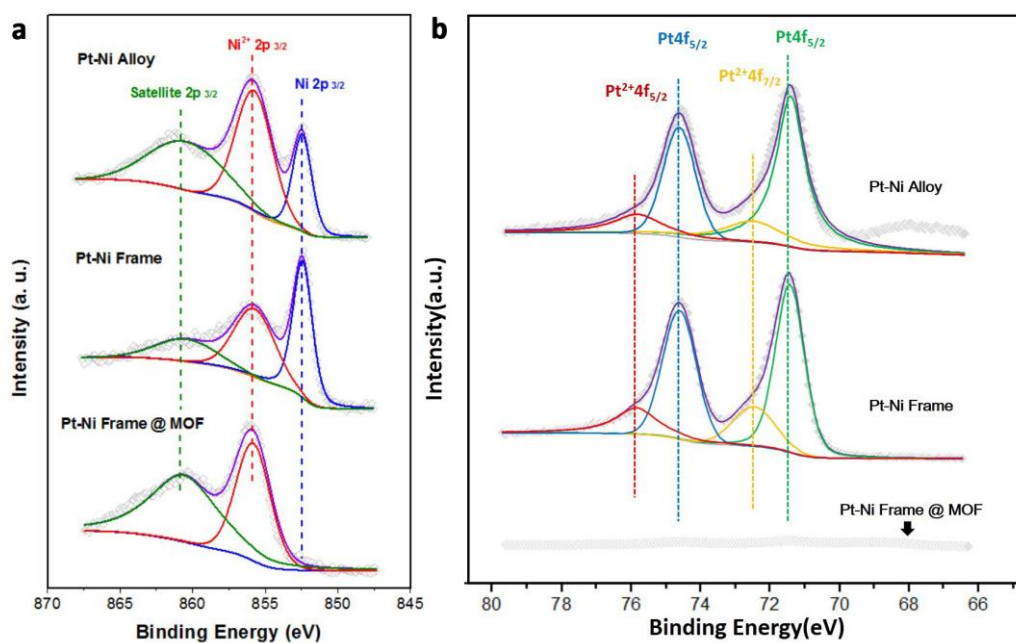 a
Pt-Ni Alloy
Ni²⁺ 2p 3/2
Satellite 2p 3/2
Ni 2p 3/2
Pt-Ni Frame
Pt-Ni Frame @ MOF
Intensity (a. u.)
870 865 860 855 850 845
Binding Energy (eV)
b
Pt4f5/2
Pt4f5/2
Pt²⁺4f5/2
Pt²⁺4f7/2
Pt-Ni Alloy
Pt-Ni Frame
Pt-Ni Frame @ MOF
Intensity(a.u.)
80 78 76 74 72 70 68 66
Binding Energy(eV)